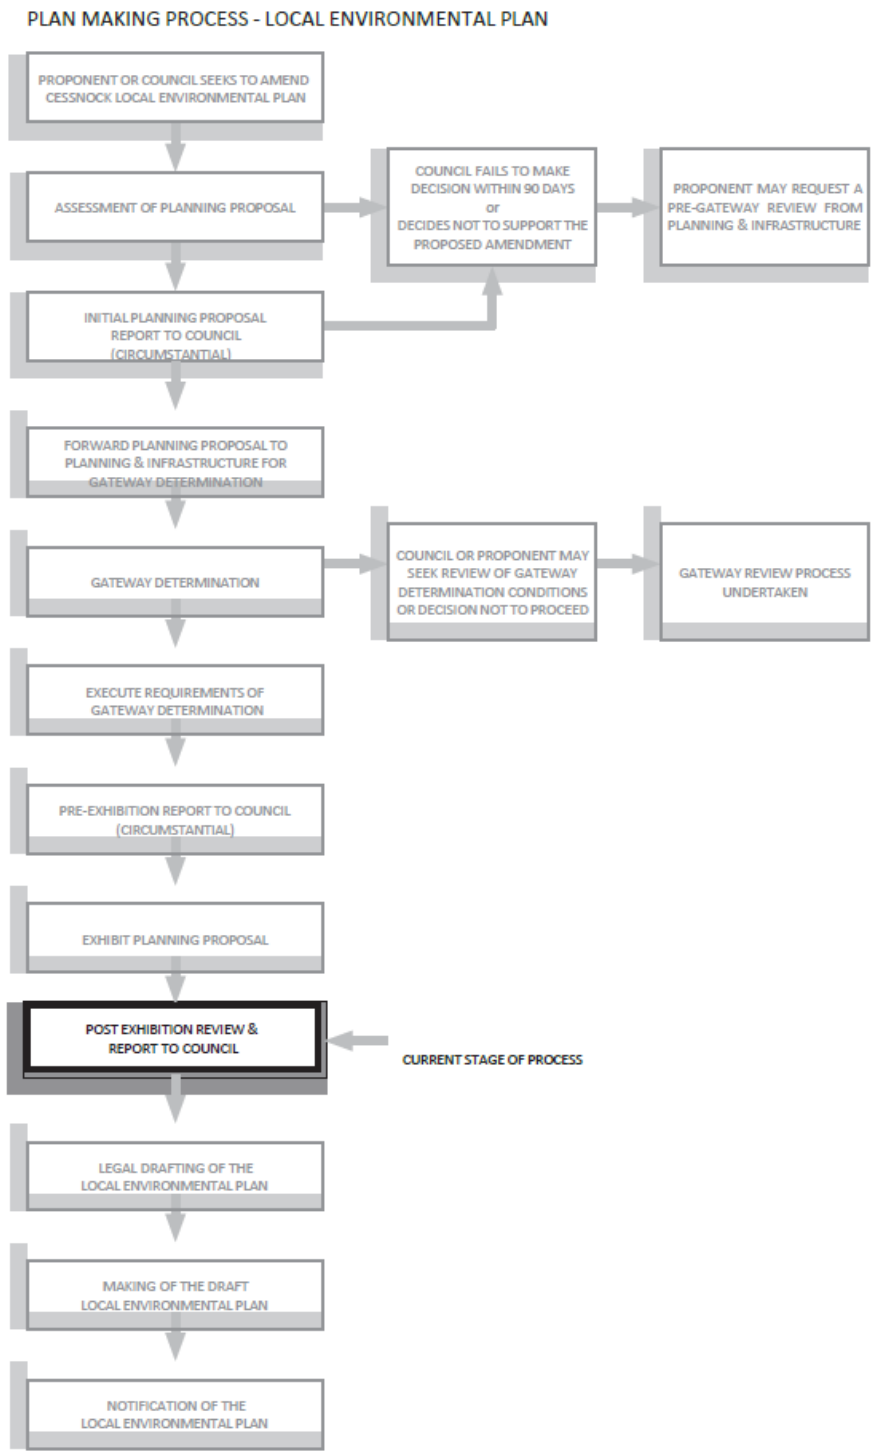 PLAN MAKING PROCESS - LOCAL ENVIRONMENTAL PLAN
PROPONENT OR COUNCIL SEEKS TO AMEND
CESSNOCK LOCAL ENVIRONMENTAL PLAN
ASSESSMENT OF PLANNING PROPOSAL
COUNCIL FAILS TO MAKE
DECISION WITHIN 90 DAYS
or
DECIDES NOT TO SUPPORT THE
PROPOSED AMENDMENT
PROPONENT MAY REQUEST A
PRE-GATEWAY REVIEW FROM
PLANNING & INFRASTRUCTURE
INITIAL PLANNING PROPOSAL
REPORT TO COUNCIL
(CIRCUMSTANTIAL)
FORWARD PLANNING PROPOSAL TO
PLANNING & INFRASTRUCTURE FOR
GATEWAY DETERMINATION
GATEWAY DETERMINATION
COUNCIL OR PROPONENT MAY
SEEK REVIEW OF GATEWAY
DETERMINATION CONDITIONS
OR DECISION NOT TO PROCEED
GATEWAY REVIEW PROCESS
UNDERTAKEN
EXECUTE REQUIREMENTS OF
GATEWAY DETERMINATION
PRE-EXHIBITION REPORT TO COUNCIL
(CIRCUMSTANTIAL)
EXHIBIT PLANNING PROPOSAL
POST EXHIBITION REVIEW &
REPORT TO COUNCIL
CURRENT STAGE OF PROCESS
LEGAL DRAFTING OF THE
LOCAL ENVIRONMENTAL PLAN
MAKING OF THE DRAFT
LOCAL ENVIRONMENTAL PLAN
NOTIFICATION OF THE
LOCAL ENVIRONMENTAL PLAN